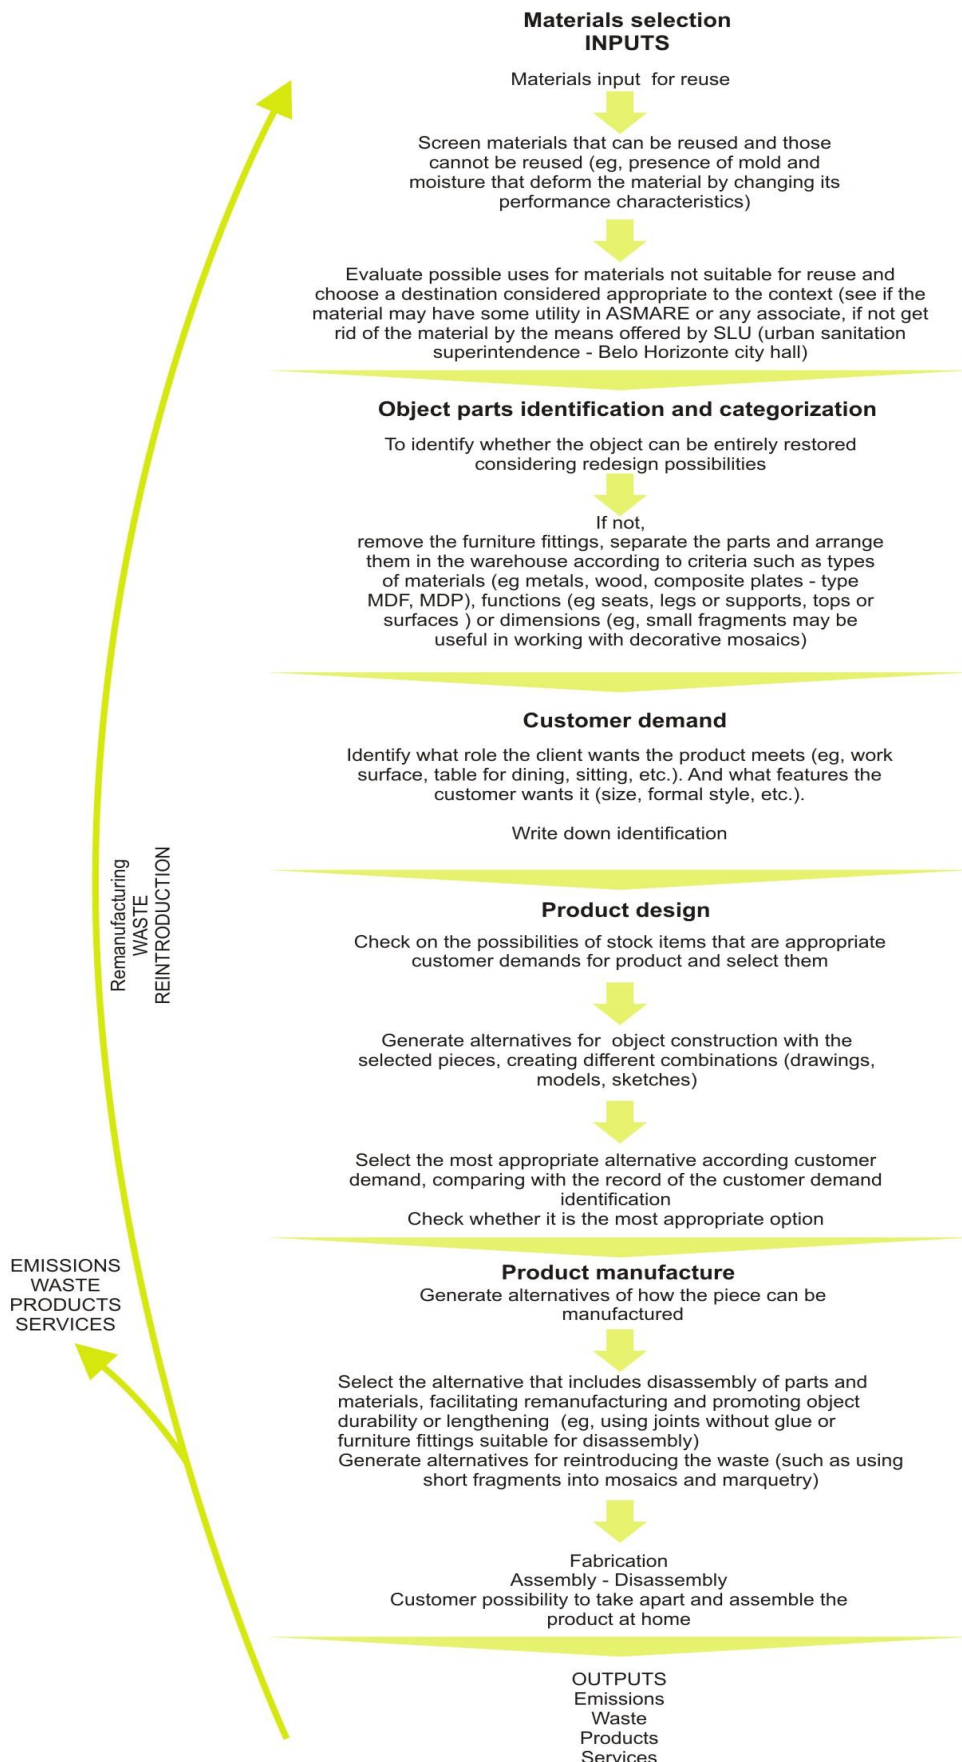 Materials selection
INPUTS
Materials input for reuse
Screen materials that can be reused and those
cannot be reused (eg, presence of mold and
moisture that deform the material by changing its
performance characteristics)
Evaluate possible uses for materials not suitable for reuse and
choose a destination considered appropriate to the context (see if the
material may have some utility in ASMARE or any associate, if not get
rid of the material by the means offered by SLU (urban sanitation
superintendence - Belo Horizonte city hall)
Object parts identification and categorization
To identify whether the object can be entirely restored
considering redesign possibilities
If not,
remove the furniture fittings, separate the parts and arrange
them in the warehouse according to criteria such as types
of materials (eg metals, wood, composite plates - type
MDF, MDP), functions (eg seats, legs or supports, tops or
surfaces ) or dimensions (eg, small fragments may be
useful in working with decorative mosaics)
Customer demand
Identify what role the client wants the product meets (eg, work
surface, table for dining, sitting, etc.). And what features the
customer wants it (size, formal style, etc.).
Write down identification
Product design
Check on the possibilities of stock items that are appropriate
customer demands for product and select them
Generate alternatives for object construction with the
selected pieces, creating different combinations (drawings,
models, sketches)
Select the most appropriate alternative according customer
demand, comparing with the record of the customer demand
identification
Check whether it is the most appropriate option
Product manufacture
Generate alternatives of how the piece can be
manufactured
Select the alternative that includes disassembly of parts and
materials, facilitating remanufacturing and promoting object
durability or lengthening (eg, using joints without glue or
furniture fittings suitable for disassembly)
Generate alternatives for reintroducing the waste (such as using
short fragments into mosaics and marquetry)
Fabrication
Assembly - Disassembly
Customer possibility to take apart and assemble the
product at home
OUTPUTS
Emissions
Waste
Products
Services
Remanufacturing
WASTE
REINTRODUCTION
EMISSIONS
WASTE
PRODUCTS
SERVICES